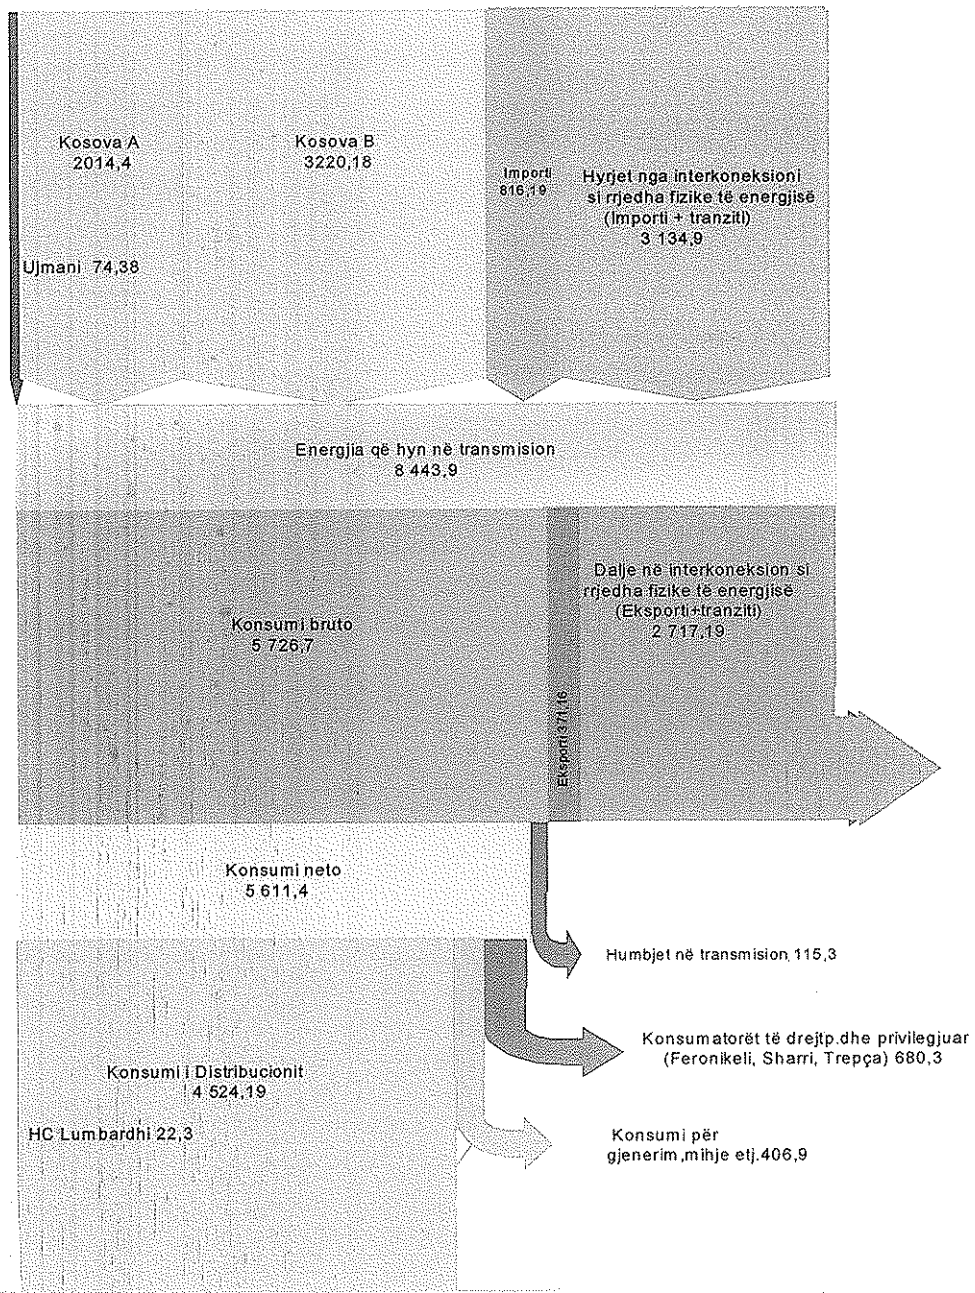 Kosova A
2014,4
Kosova B
3220,18
Importi
816,19
Hyrjet nga interkoneksioni
si rrjedha fizike të energjisë
(Importi + tranziti)
3 134,9
Ujmani 74,38
Energjia që hyn në transmision
8 443,9
Konsumi bruto
5 726,7
Eksporti 371,16
Dalje në interkoneksion si
rrjedha fizike të energjisë
(Eksporti+tranziti)
2 717,19
Konsumi neto
5 611,4
Humbjet në transmision 115,3
Konsumatorët të drejtp.dhe privilegjuar
(Feronikeli, Sharri, Trepça) 680,3
Konsumi i Distribucionit
4 524,19
HC Lumbardhi 22,3
Konsumi për
gjenerim,mihje etj.406,9